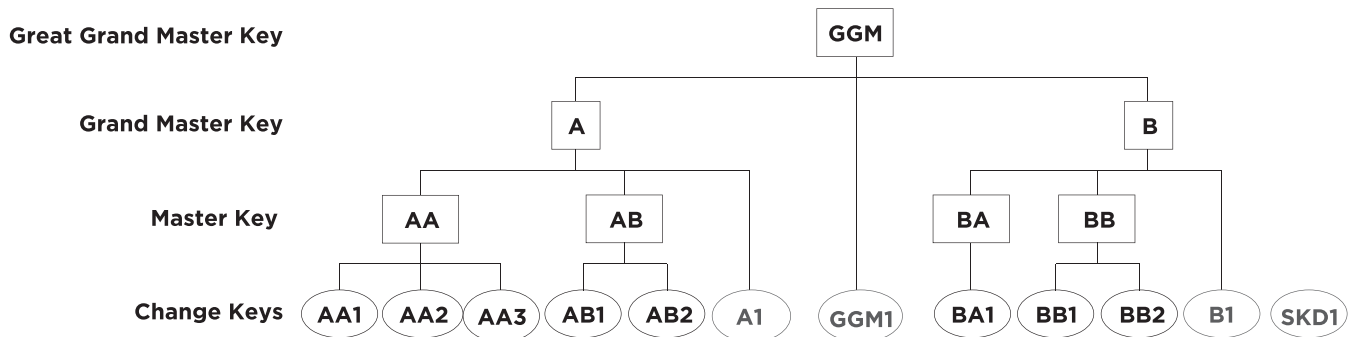 Great Grand Master Key GGM
Grand Master Key A B
Master Key AA AB BA BB
Change Keys AA1 AA2 AA3 AB1 AB2 A1 GGM1 BA1 BB1 BB2 B1 SKD1